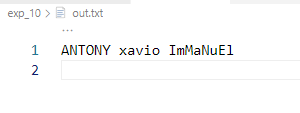 exp_10 > out.txt
...
1 ANTONY xavio ImMaNuEl
2